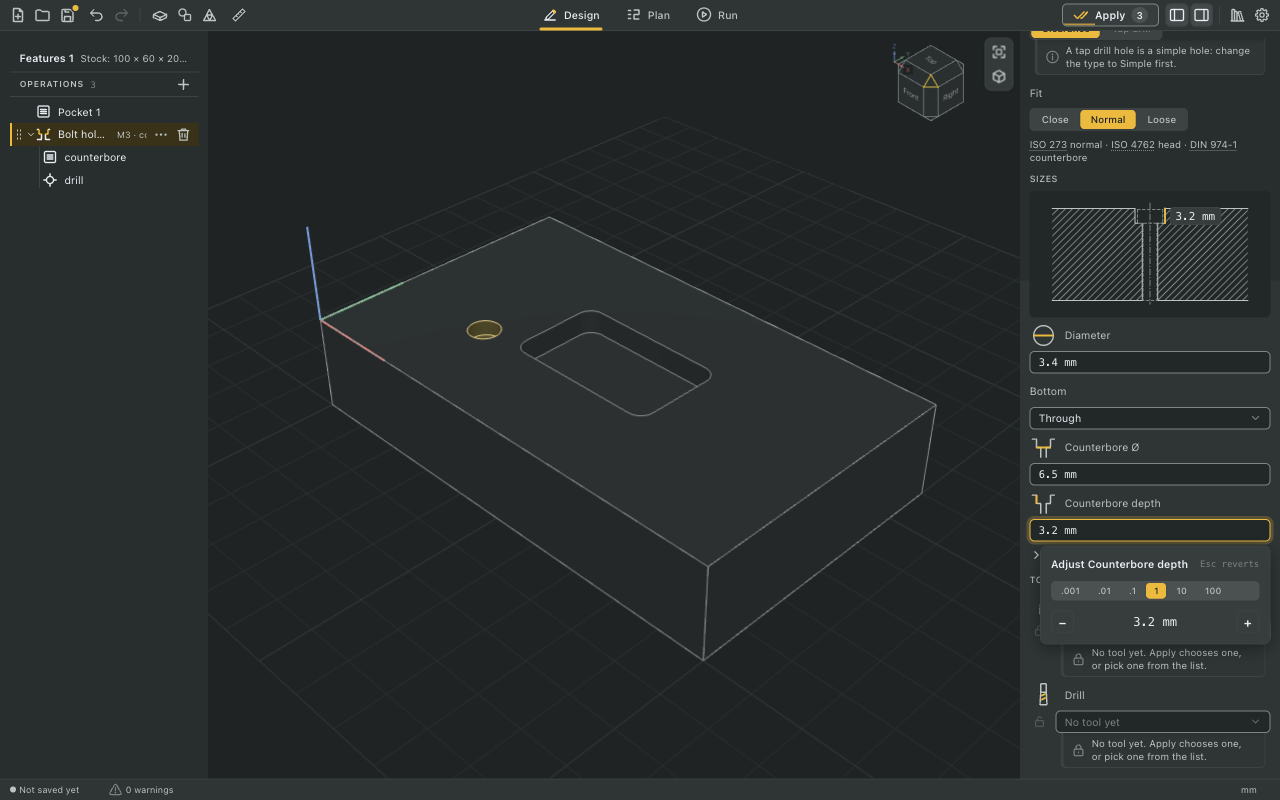 Design
Plan
Run
Apply 3
Features 1 Stock: 100 × 60 × 20...
OPERATIONS 3
Pocket 1
Bolt hol... M3 · cc
counterbore
drill
Z
Top
Front
Right
A tap drill hole is a simple hole: change
the type to Simple first.
Fit
Close Normal Loose
ISO 273 normal · ISO 4762 head · DIN 974-1
counterbore
SIZES
3.2 mm
Diameter
3.4 mm
Bottom
Through
Counterbore Ø
6.5 mm
Counterbore depth
3.2 mm
Adjust Counterbore depth Esc reverts
.001 .01 .1 1 10 100
− 3.2 mm +
No tool yet. Apply chooses one,
or pick one from the list.
Drill
No tool yet
No tool yet. Apply chooses one,
or pick one from the list.
Not saved yet
0 warnings
mm